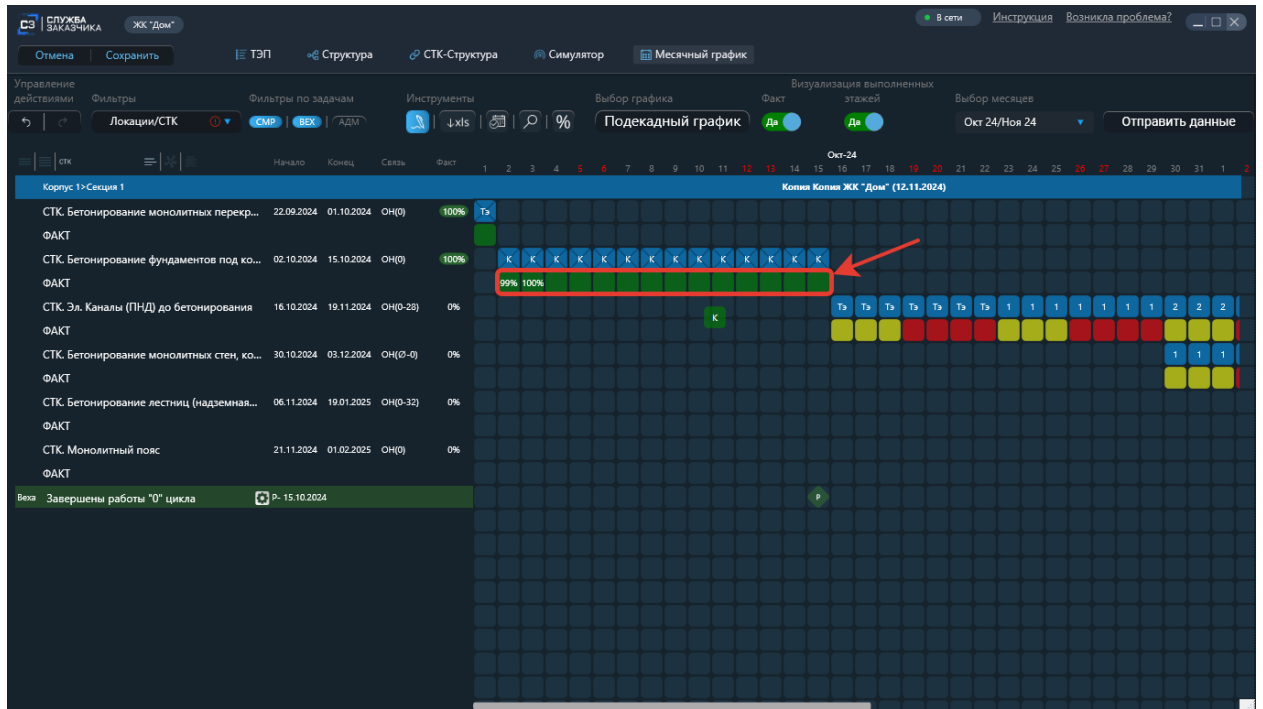 СЗ СЛУЖБА ЗАКАЗЧИКА ЖК "Дом" В сети Инструкция Возникла проблема?
Отмена Сохранить ТЭП Структура СТК-Структура Симулятор Месячный график
Управление действиями Фильтры Фильтры по задачам Инструменты Выбор графика Визуализация выполненных Факт этажей Выбор месяцев
Локации/СТК СМР ВЕХ АДМ xls % Подекадный график Да Да Окт 24/Ноя 24 Отправить данные
Окт-24
СТК Начало Конец Связь Факт 1 2 3 4 5 6 7 8 9 10 11 12 13 14 15 16 17 18 19 20 21 22 23 24 25 26 27 28 29 30 31 1 2
Корпус 1>Секция 1 Копия Копия ЖК "Дом" (12.11.2024)
СТК. Бетонирование монолитных перекр... 22.09.2024 01.10.2024 ОН(0) 100% Тэ
ФАКТ
СТК. Бетонирование фундаментов под ко... 02.10.2024 15.10.2024 ОН(0) 100% К К К К К К К К К К К К К К
ФАКТ 99% 100%
СТК. Эл. Каналы (ПНД) до бетонирования 16.10.2024 19.11.2024 ОН(0-28) 0% К Тэ Тэ Тэ Тэ Тэ Тэ Тэ 1 1 1 1 1 1 1 2 2 2
ФАКТ
СТК. Бетонирование монолитных стен, ко... 30.10.2024 03.12.2024 ОН(Ø-0) 0% 1 1 1
ФАКТ
СТК. Бетонирование лестниц (надземная... 06.11.2024 19.01.2025 ОН(0-32) 0%
ФАКТ
СТК. Монолитный пояс 21.11.2024 01.02.2025 ОН(0) 0%
ФАКТ
Веха Завершены работы "0" цикла Р- 15.10.2024 Р